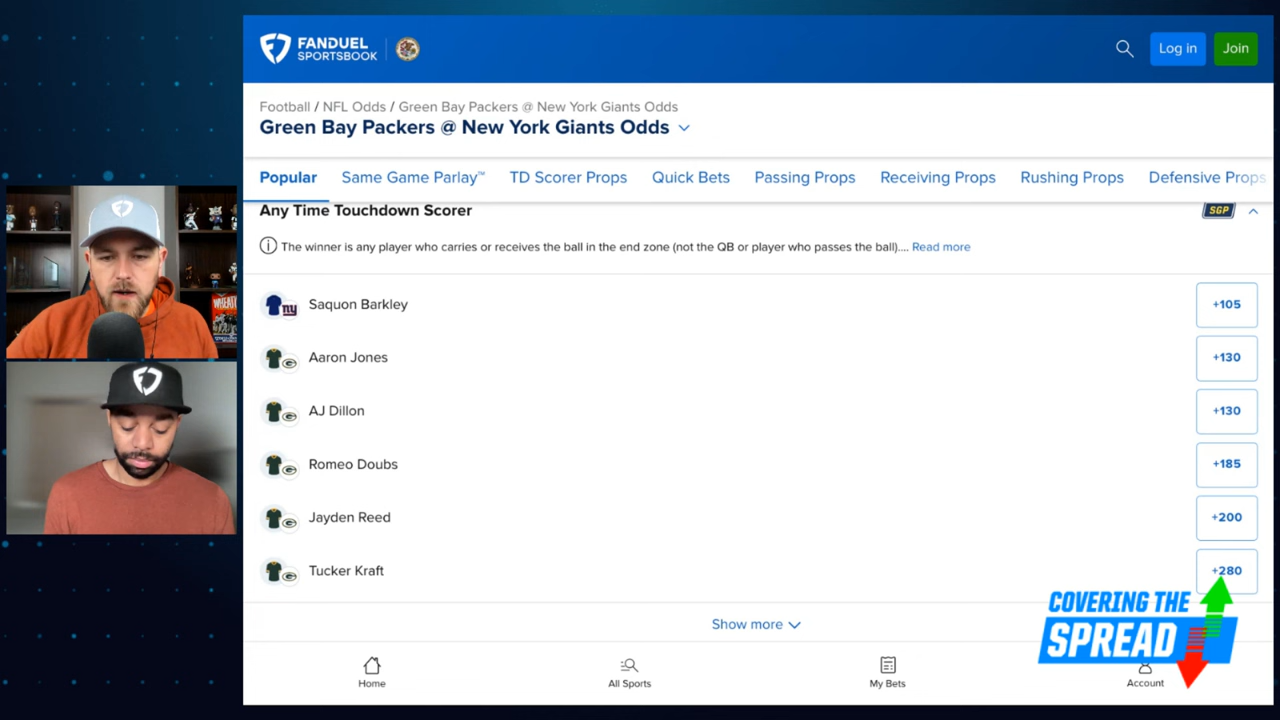 FANDUEL
SPORTSBOOK
Log in
Join
Football / NFL Odds / Green Bay Packers @ New York Giants Odds
Green Bay Packers @ New York Giants Odds
Popular
Same Game Parlay™
TD Scorer Props
Quick Bets
Passing Props
Receiving Props
Rushing Props
Defensive Props
Any Time Touchdown Scorer
SGP
The winner is any player who carries or receives the ball in the end zone (not the QB or player who passes the ball).... Read more
ny
Saquon Barkley
+105
G
Aaron Jones
+130
G
AJ Dillon
+130
G
Romeo Doubs
+185
G
Jayden Reed
+200
G
Tucker Kraft
+280
Show more
COVERING THE
SPREAD
Home
All Sports
My Bets
Account
WHEATIES